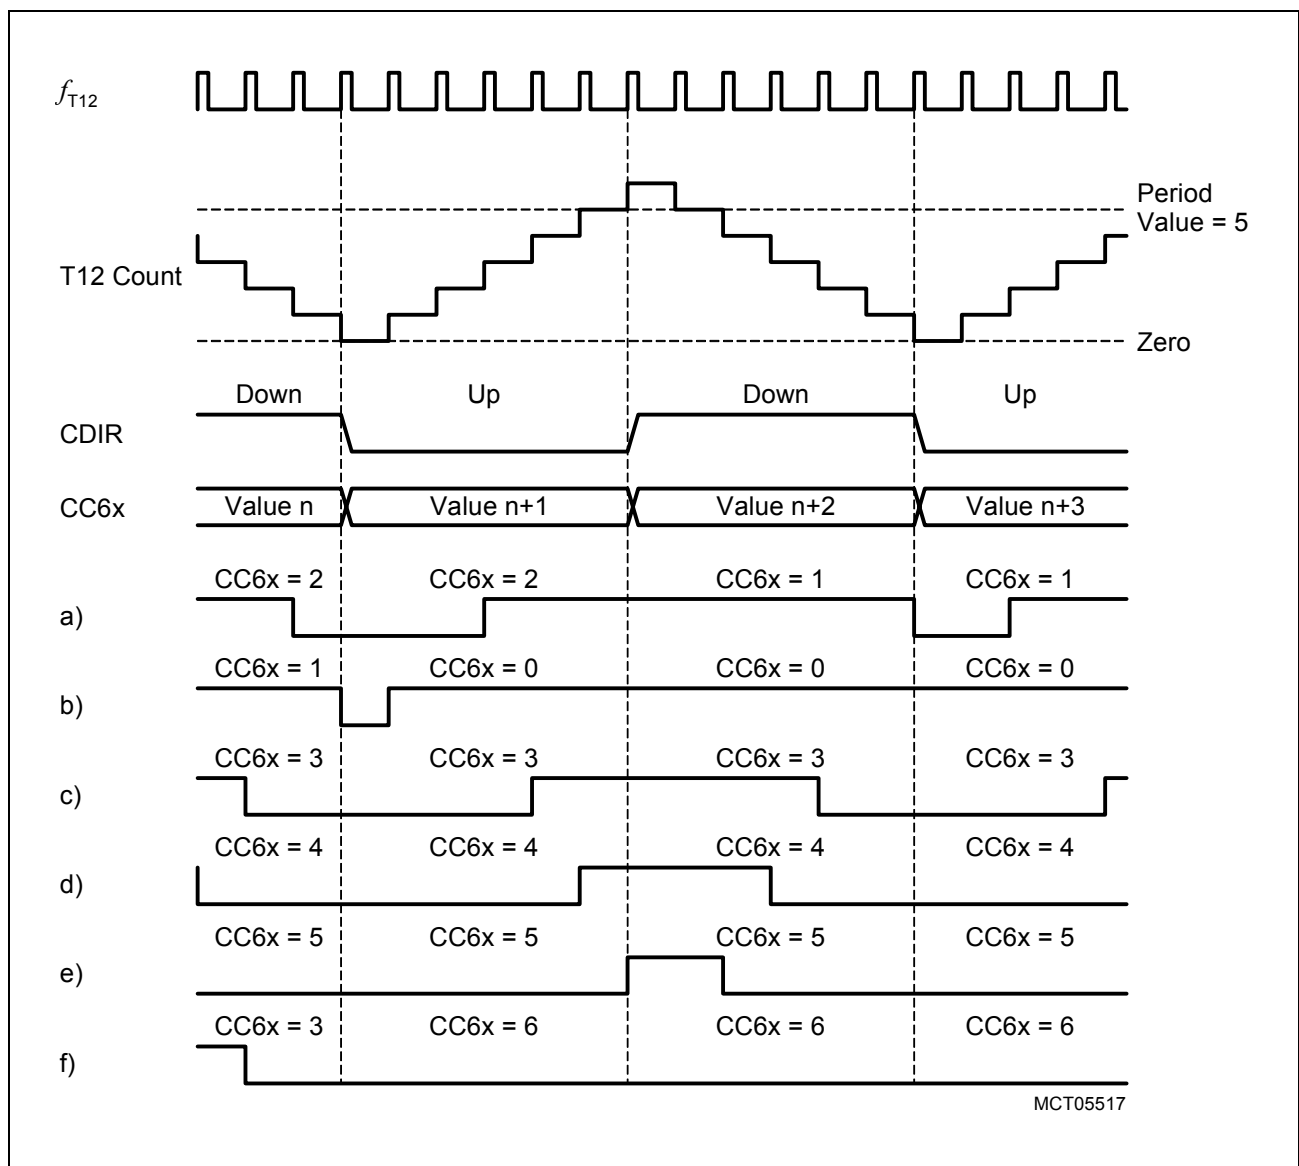 fT12
Period
Value = 5
T12 Count
Zero
Down Up Down Up
CDIR
CC6x Value n Value n+1 Value n+2 Value n+3
CC6x = 2 CC6x = 2 CC6x = 1 CC6x = 1
a)
CC6x = 1 CC6x = 0 CC6x = 0 CC6x = 0
b)
CC6x = 3 CC6x = 3 CC6x = 3 CC6x = 3
c)
CC6x = 4 CC6x = 4 CC6x = 4 CC6x = 4
d)
CC6x = 5 CC6x = 5 CC6x = 5 CC6x = 5
e)
CC6x = 3 CC6x = 6 CC6x = 6 CC6x = 6
f)
MCT05517